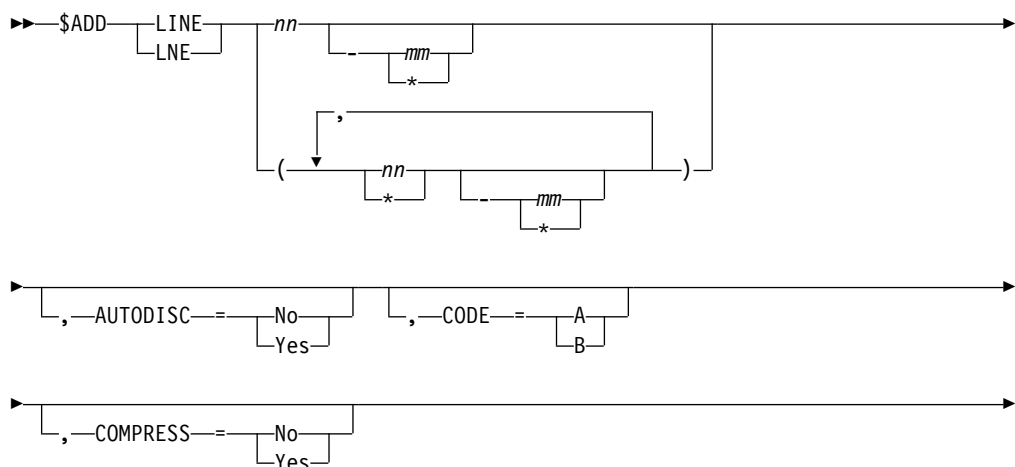 $ADD LINE nn
LNE - mm
*
,
( nn )
* - mm
*
, AUTODISC = No , CODE = A
Yes B
, COMPRESS = No
Yes